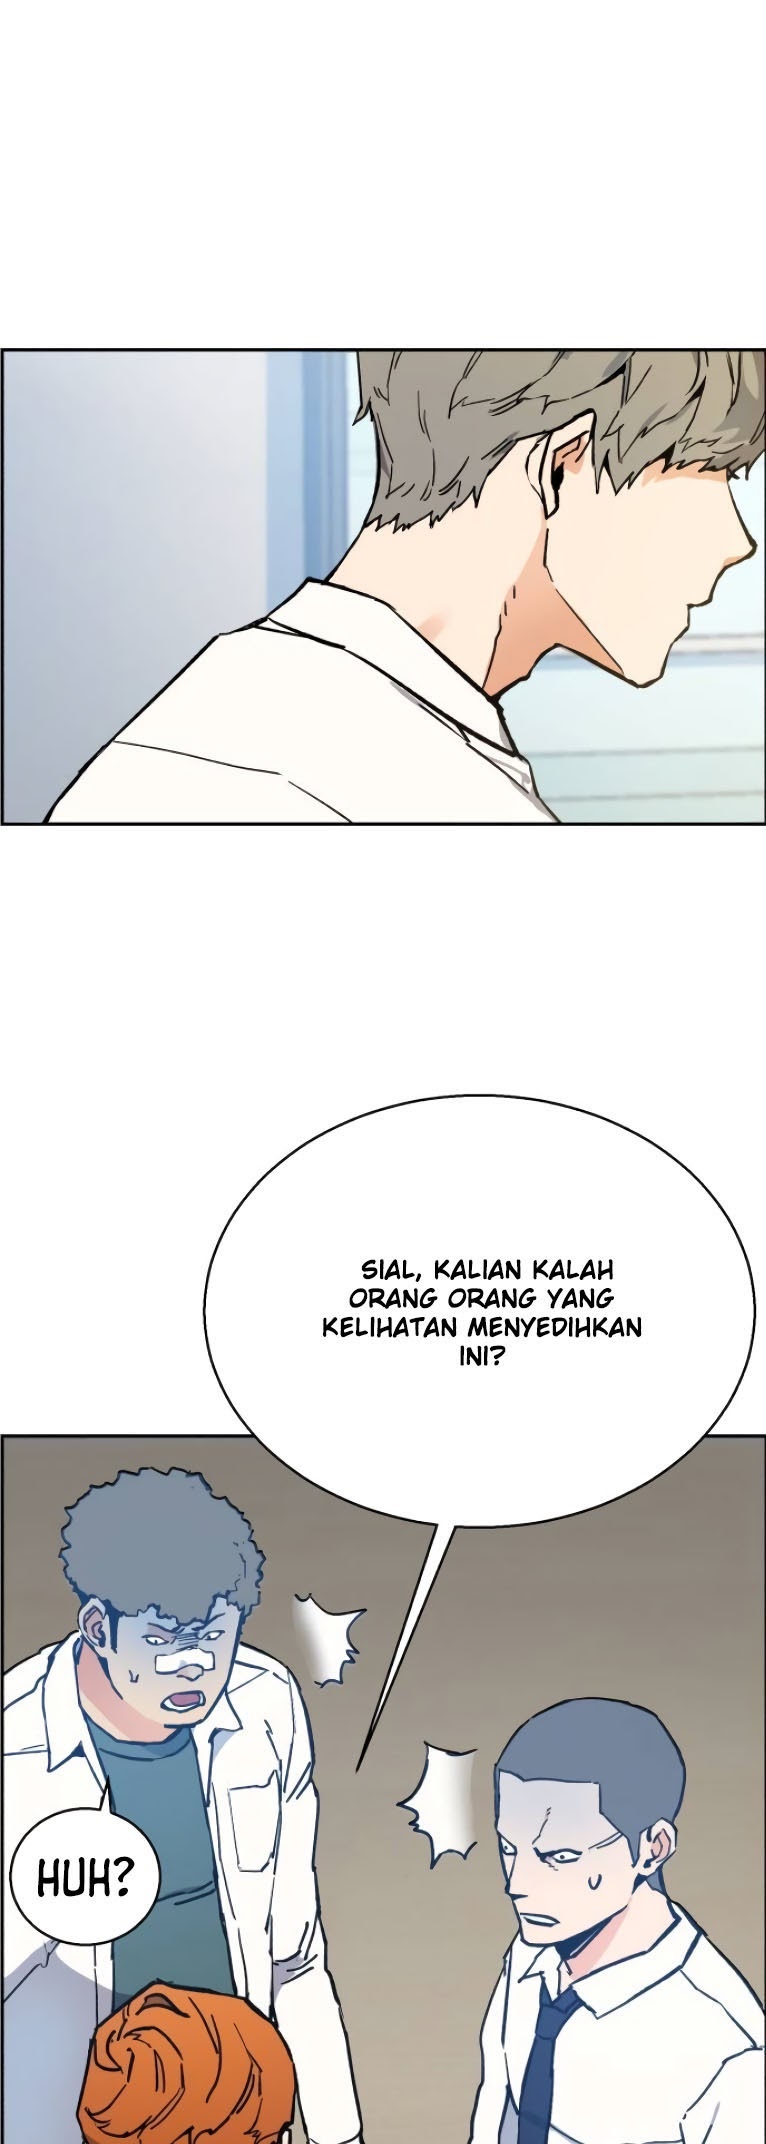 SIAL, KALIAN KALAH
ORANG ORANG YANG
KELIHATAN MENYEDIHKAN
INI?
HUH?